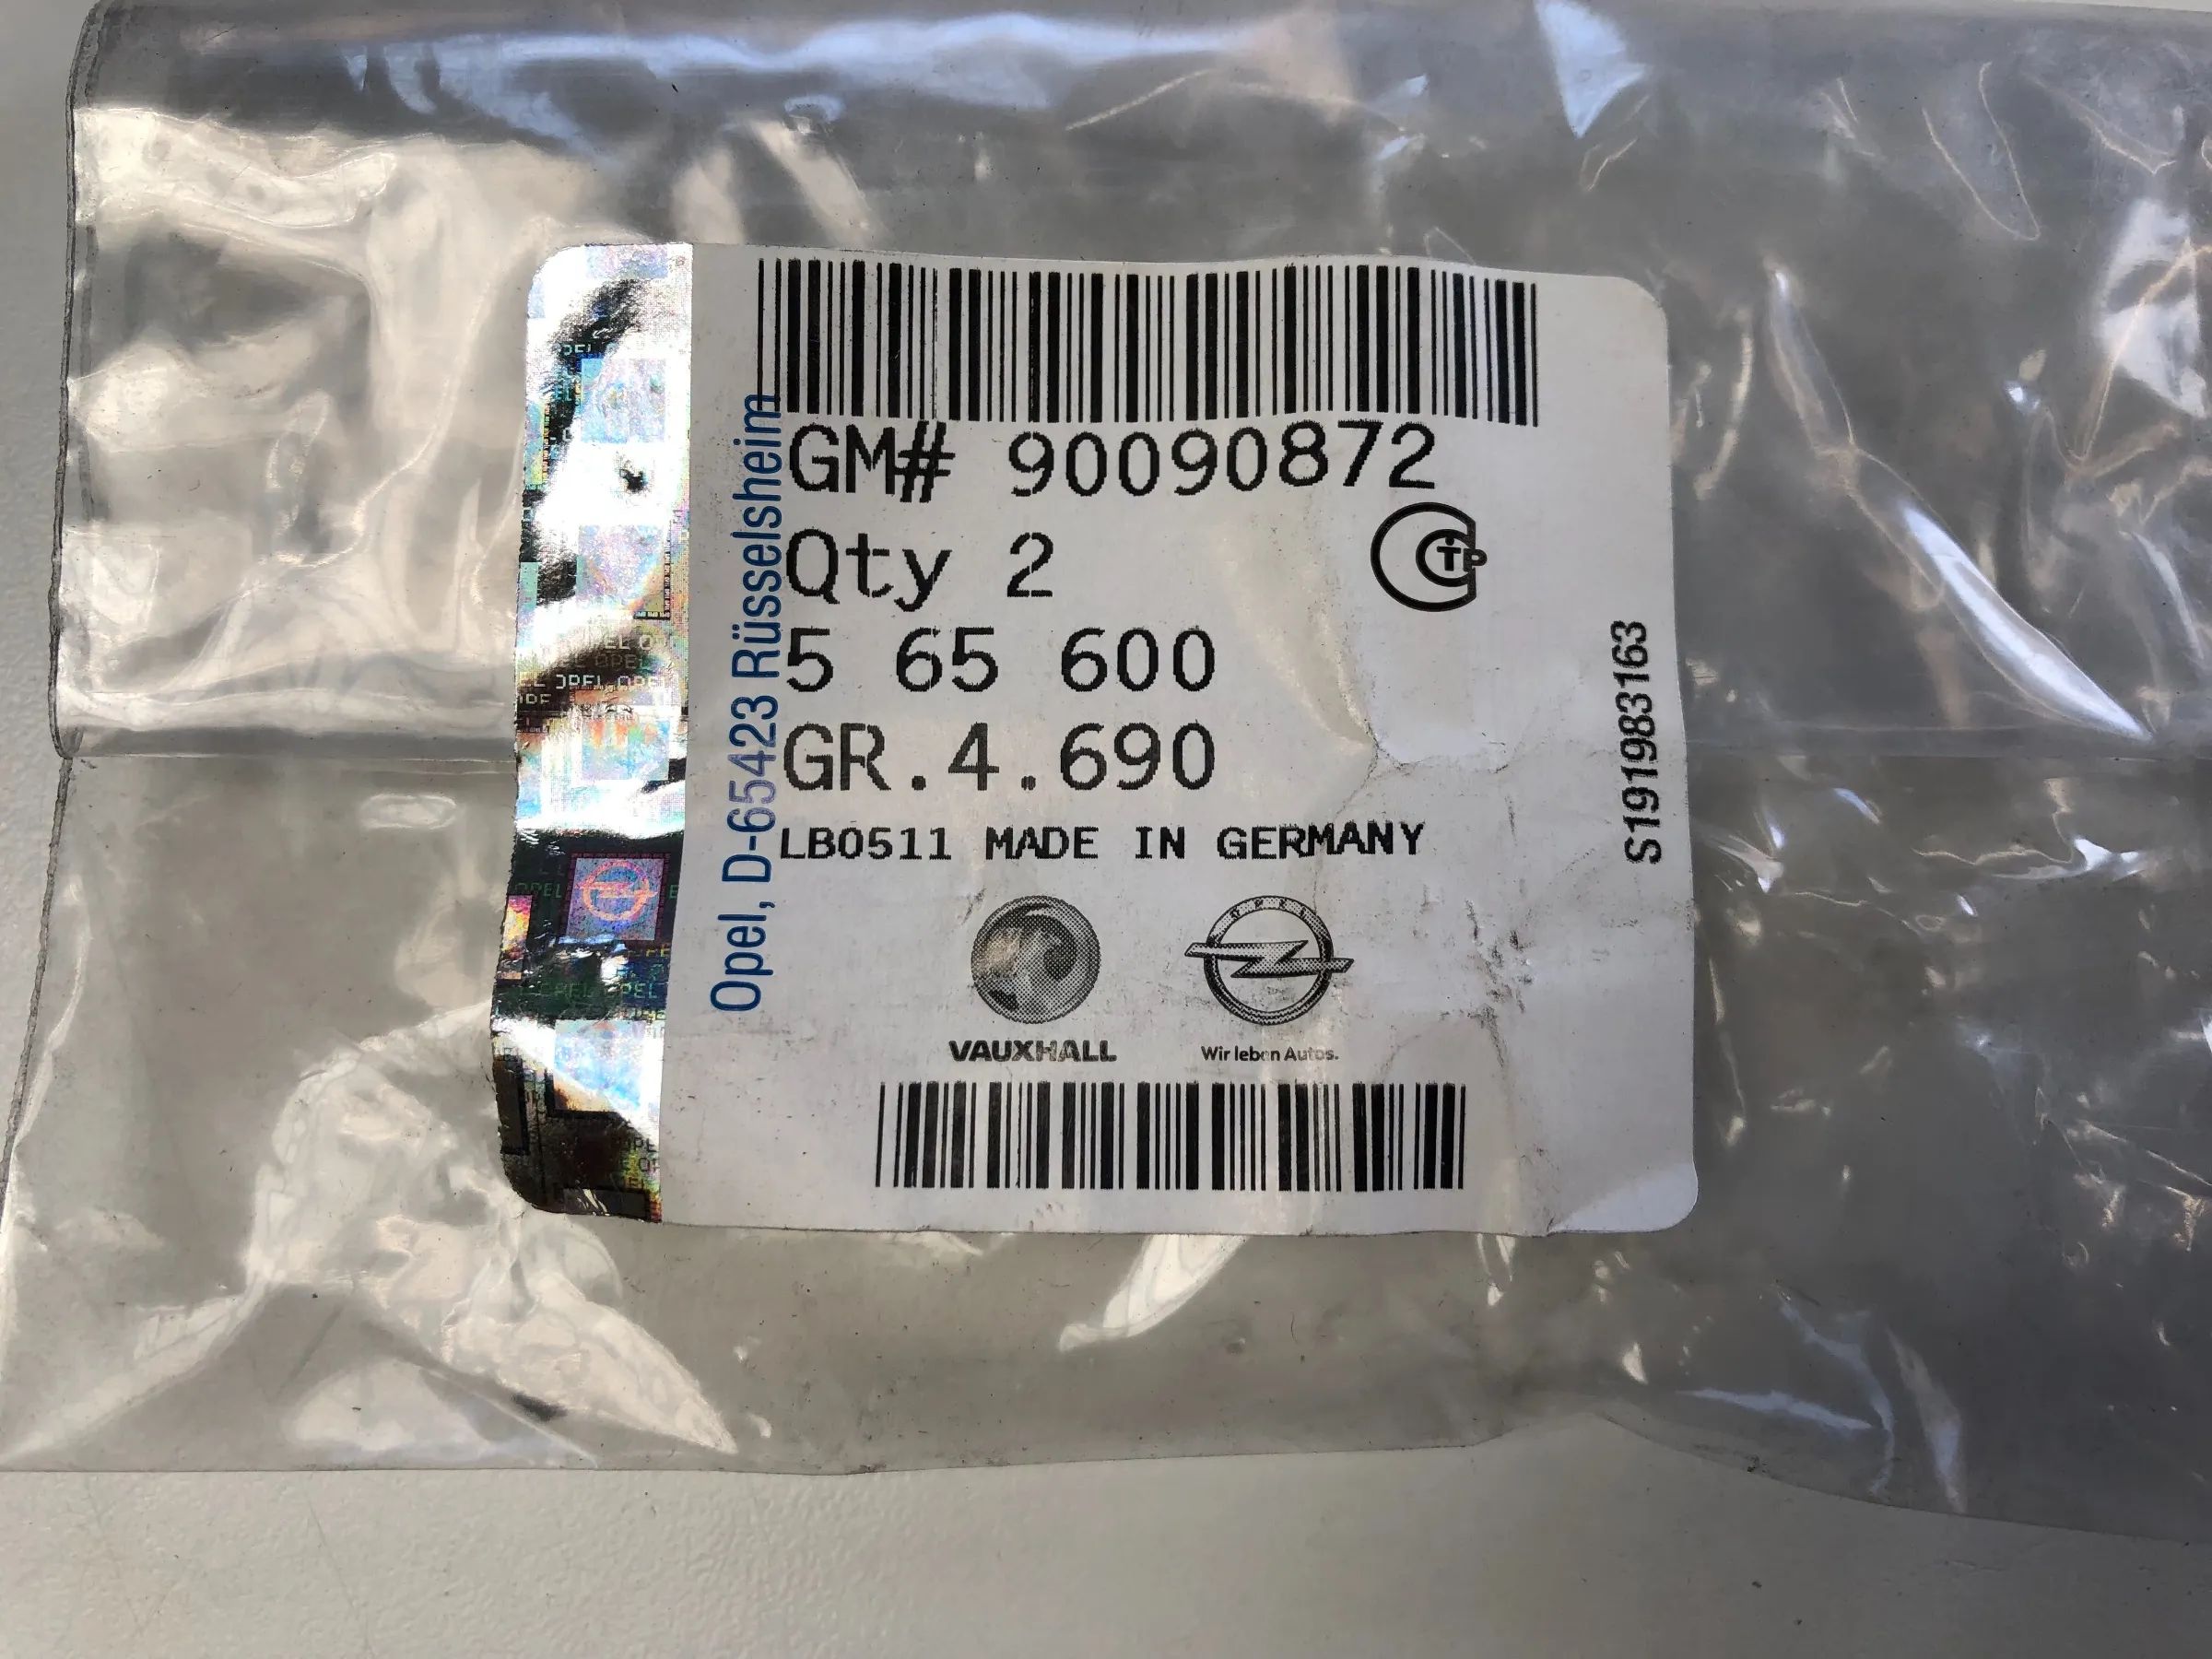 GM# 90090872
Qty 2
5 65 600
GR.4.690
LB0511 MADE IN GERMANY
VAUXHALL
OPEL
Wir leben Autos.
Opel, D-65423 Rüsselsheim
S191983163